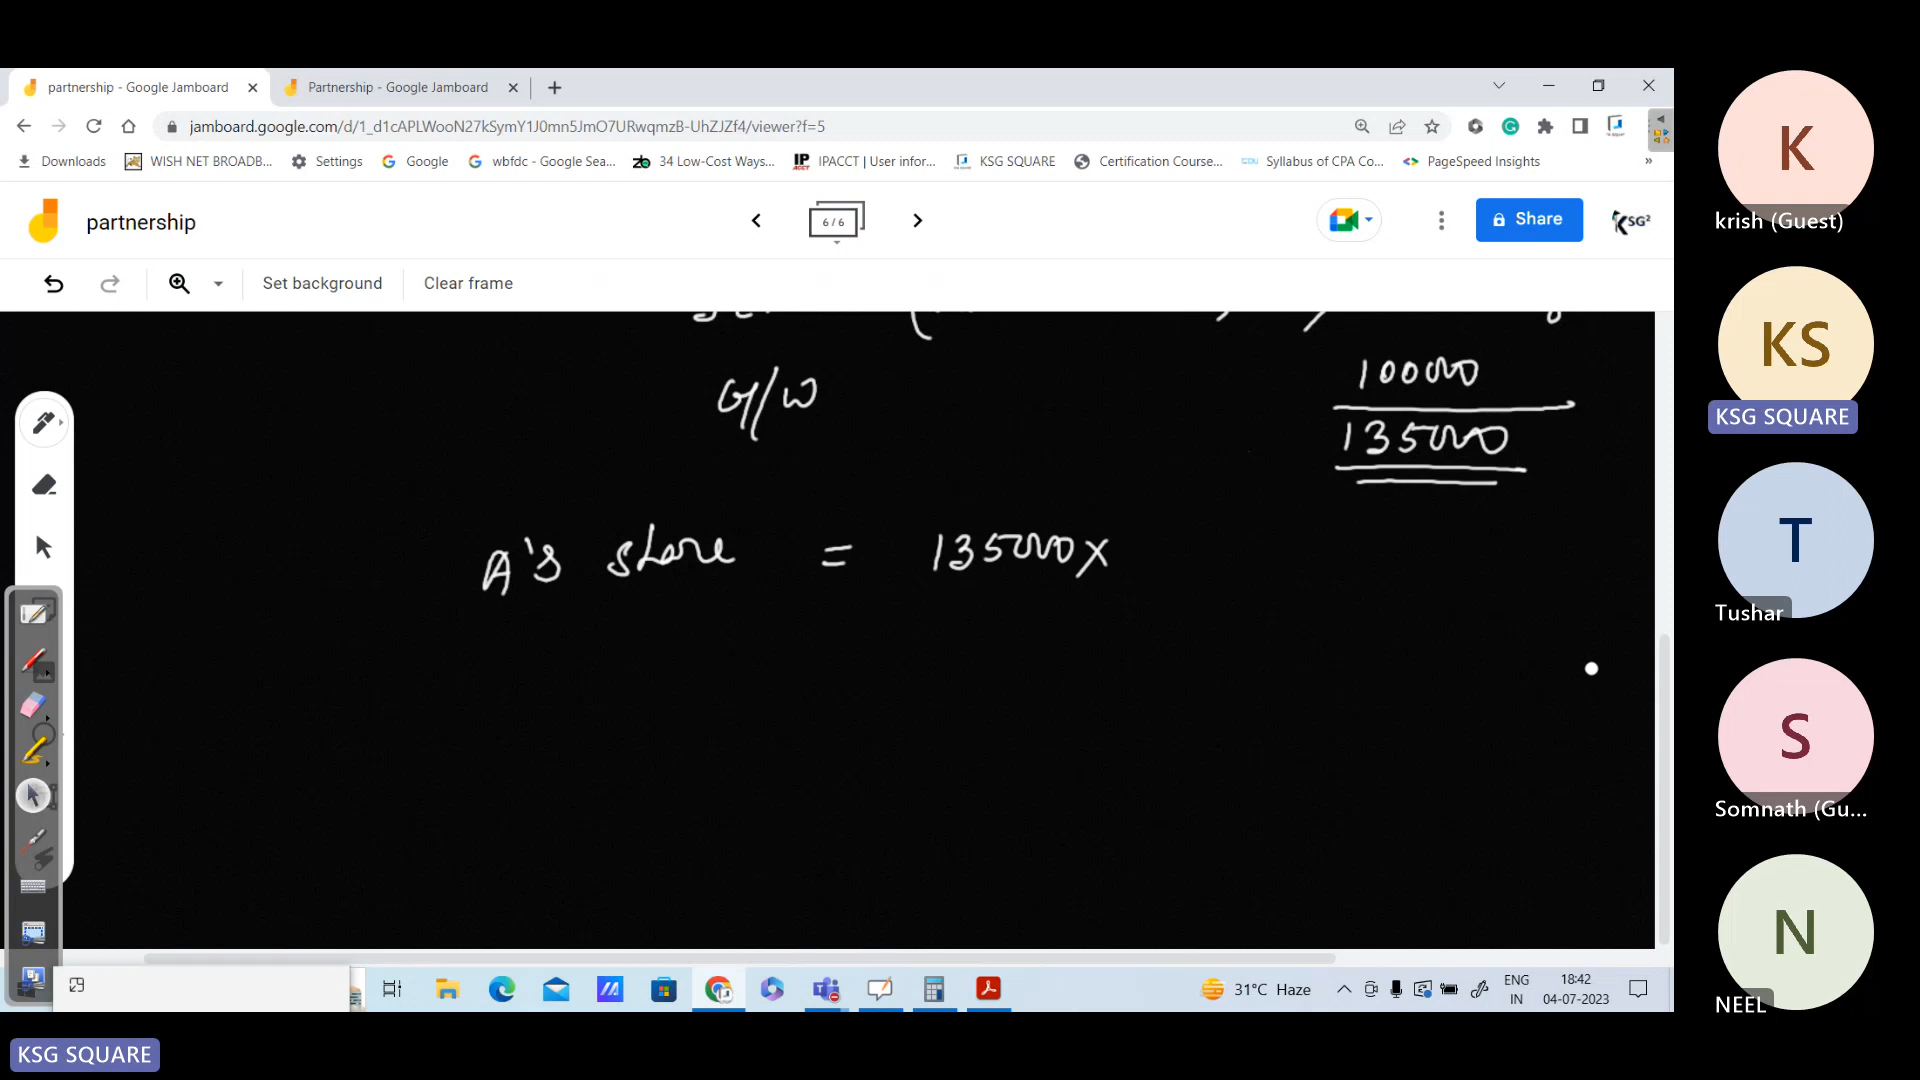 partnership - Google Jamboard
Partnership - Google Jamboard
jamboard.google.com/d/1_d1cAPLWooN27kSymY1J0mn5JmO7URwqmzB-UhZJZf4/viewer?f=5
Downloads WISH NET BROADB... Settings Google wbfdc - Google Sea... 34 Low-Cost Ways... IPACCT | User infor... KSG SQUARE Certification Course... Syllabus of CPA Co... PageSpeed Insights »
partnership
6 / 6
Share
KSG²
Set background
Clear frame
10000
G/W
135000
A's share = 135000 x
31°C Haze
ENG
IN
18:42
04-07-2023
K
krish (Guest)
KS
KSG SQUARE
T
Tushar
S
Somnath (Gu...
N
NEEL
KSG SQUARE